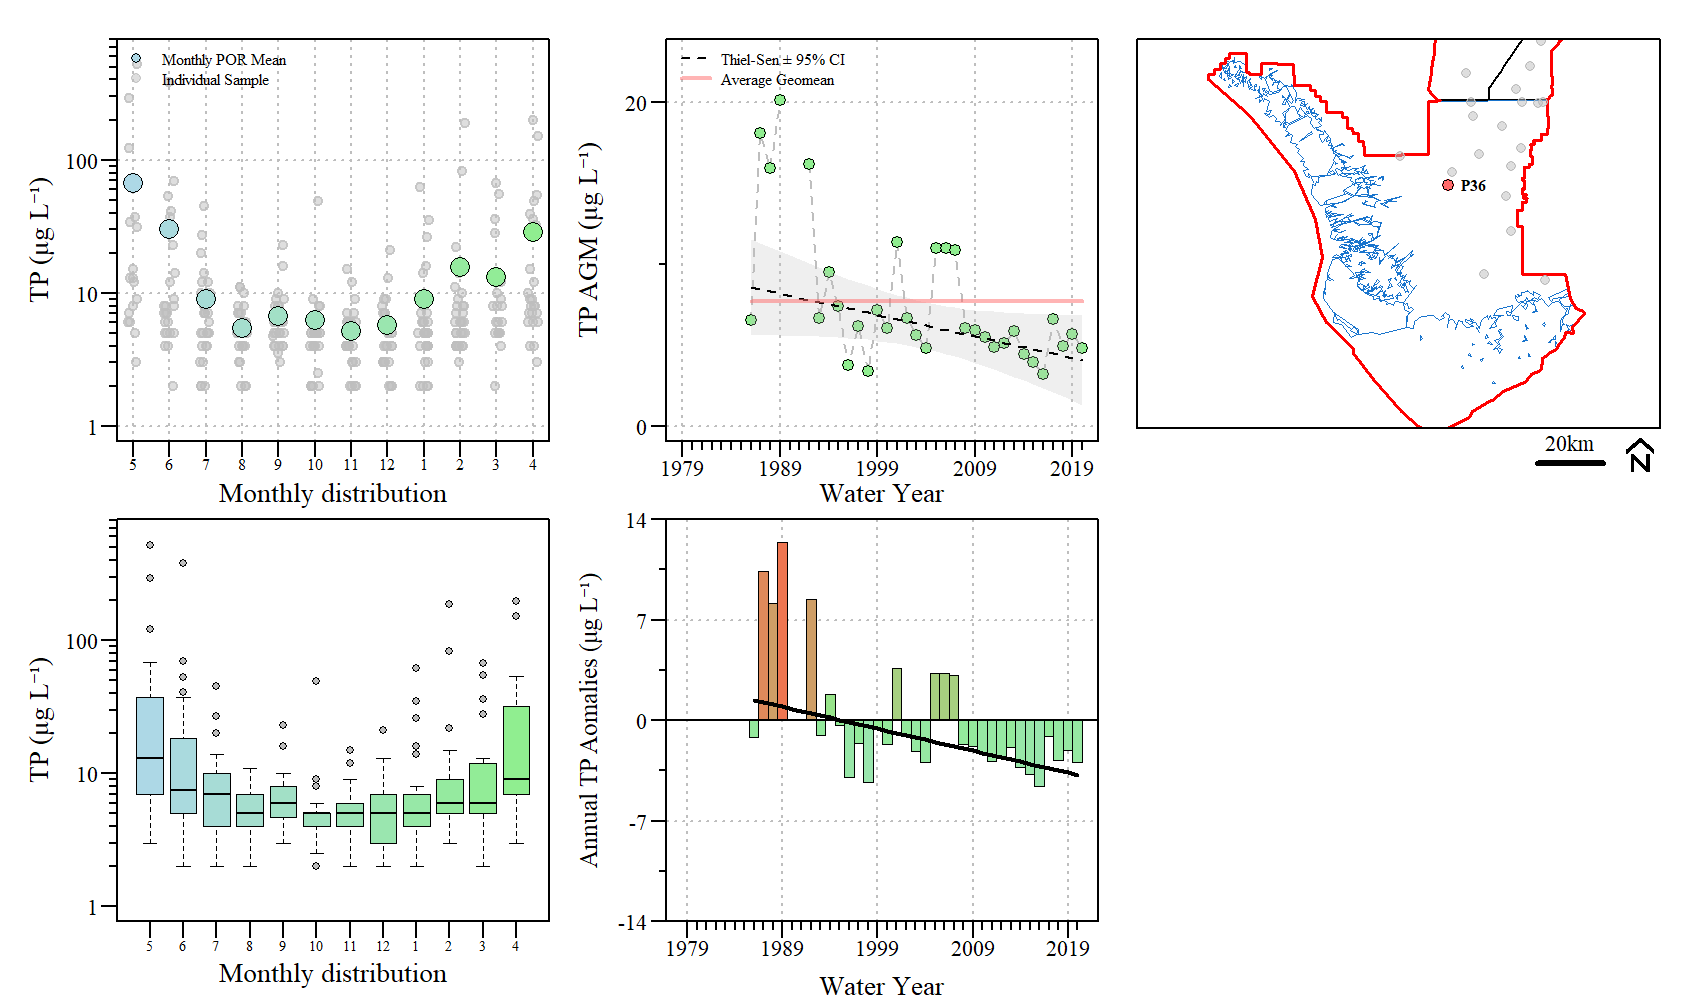 Monthly POR Mean
Individual Sample
100
10
1
TP (µg L⁻¹)
5 6 7 8 9 10 11 12 1 2 3 4
Monthly distribution
Thiel-Sen ± 95% CI
Average Geomean
20
0
TP AGM (µg L⁻¹)
1979 1989 1999 2009 2019
Water Year
P36
20km
N
100
10
1
TP (µg L⁻¹)
5 6 7 8 9 10 11 12 1 2 3 4
Monthly distribution
14
7
0
-7
-14
Annual TP Aomalies (µg L⁻¹)
1979 1989 1999 2009 2019
Water Year